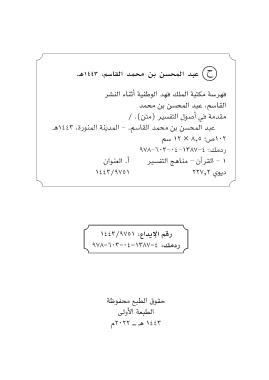 ح عبد المحسن بن محمد القاسم، ١٤٤٣هـ
فهرسة مكتبة الملك فهد الوطنية أثناء النشر
القاسم، عبد المحسن بن محمد
مقدمة في أصول التفسير (متن). /
عبد المحسن بن محمد القاسم. - المدينة المنورة، ١٤٤٣هـ
١٠٢ص؛ ٨,٥ × ١٢ سم
ردمك: ٤-١٣٨٧-٠٤-٦٠٣-٩٧٨
١ - القرآن - مناهج التفسير أ. العنوان
ديوي ٢٢٧,٢ ١٤٤٣/٩٧٥١
رقم الإيداع: ١٤٤٣/٩٧٥١
ردمك: ٤-١٣٨٧-٠٤-٦٠٣-٩٧٨
حقوق الطبع محفوظة
الطبعة الأولى
١٤٤٣ هـ ــ ٢٠٢٢م